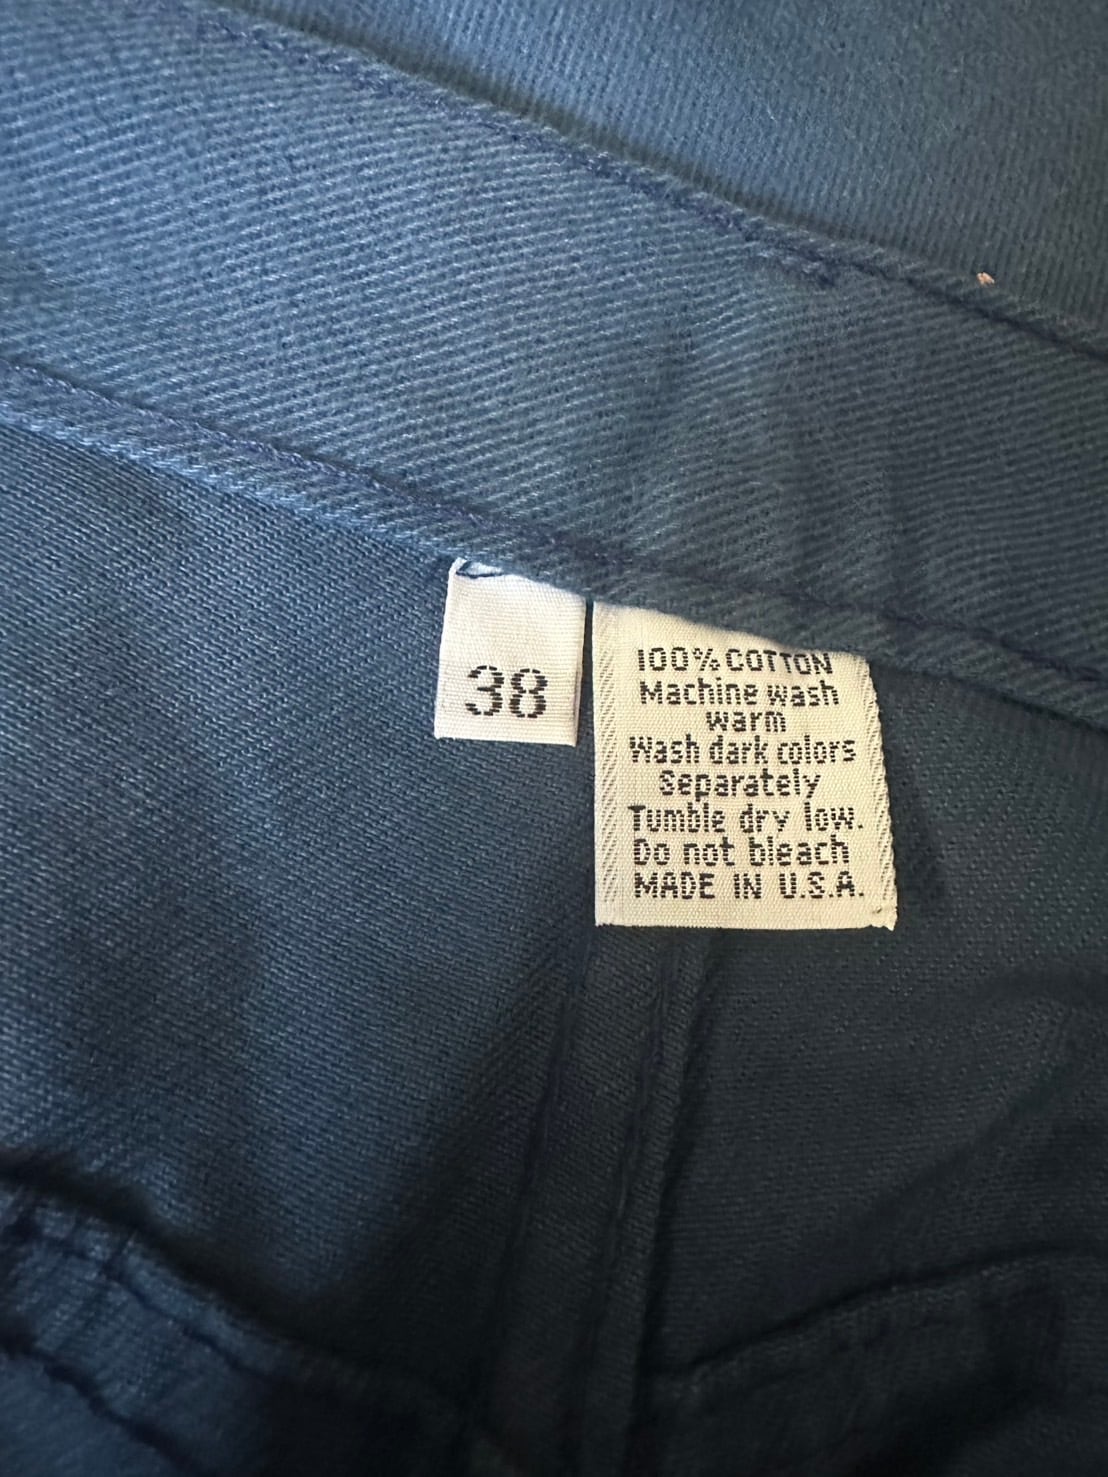 38
100% COTTON
Machine wash
warm
Wash dark colors
Separately
Tumble dry low.
Do not bleach
MADE IN U.S.A.